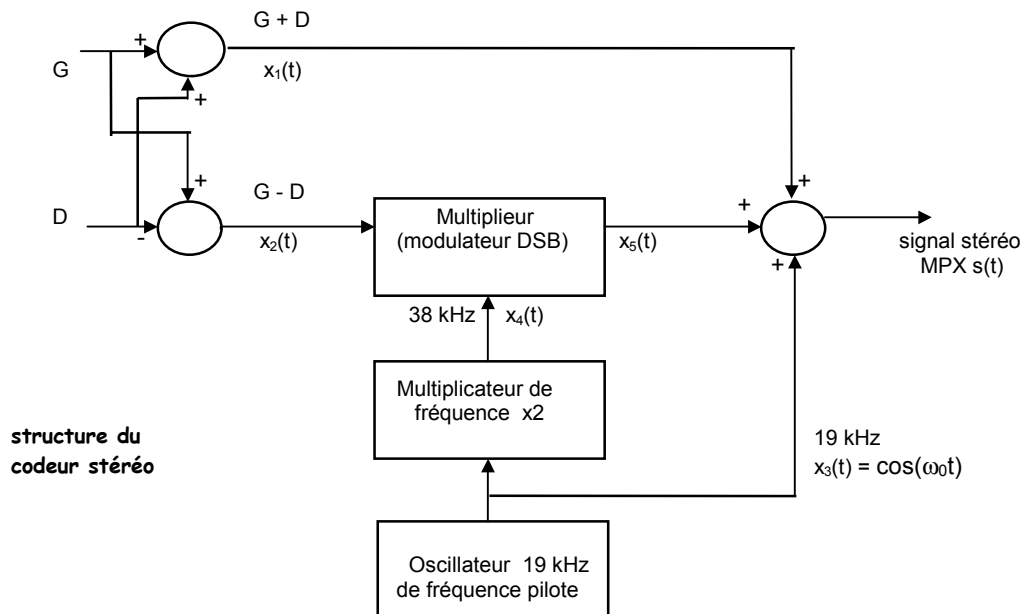 G + D
+
G
x₁(t)
+
+
+
G - D
D
-
x₂(t)
Multiplieur
(modulateur DSB)
+
x₅(t)
+
signal stéréo
MPX s(t)
38 kHz
x₄(t)
Multiplicateur de
fréquence x2
structure du
codeur stéréo
19 kHz
x₃(t) = cos(ω₀t)
Oscillateur 19 kHz
de fréquence pilote